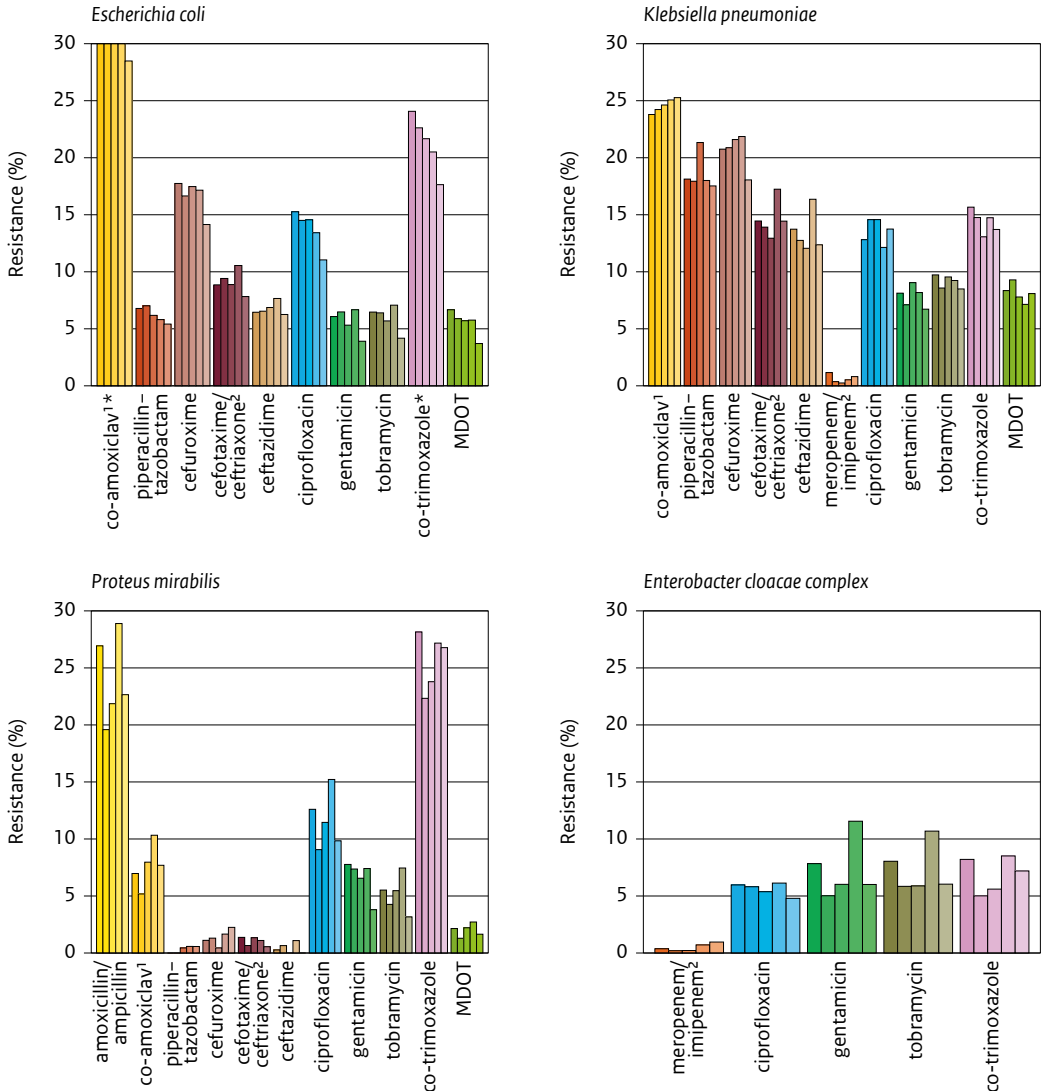 Escherichia coli
Resistance (%)
30
25
20
15
10
5
0
co-amoxiclav¹*
piperacillin–
tazobactam
cefuroxime
cefotaxime/
ceftriaxone²
ceftazidime
ciprofloxacin
gentamicin
tobramycin
co-trimoxazole*
MDOT
Klebsiella pneumoniae
Resistance (%)
30
25
20
15
10
5
0
co-amoxiclav¹
piperacillin–
tazobactam
cefuroxime
cefotaxime/
ceftriaxone²
ceftazidime
meropenem/
imipenem²
ciprofloxacin
gentamicin
tobramycin
co-trimoxazole
MDOT
Proteus mirabilis
Resistance (%)
30
25
20
15
10
5
0
amoxicillin/
ampicillin
co-amoxiclav¹
piperacillin–
tazobactam
cefuroxime
cefotaxime/
ceftriaxone²
ceftazidime
ciprofloxacin
gentamicin
tobramycin
co-trimoxazole
MDOT
Enterobacter cloacae complex
Resistance (%)
30
25
20
15
10
5
0
meropenem/
imipenem²
ciprofloxacin
gentamicin
tobramycin
co-trimoxazole